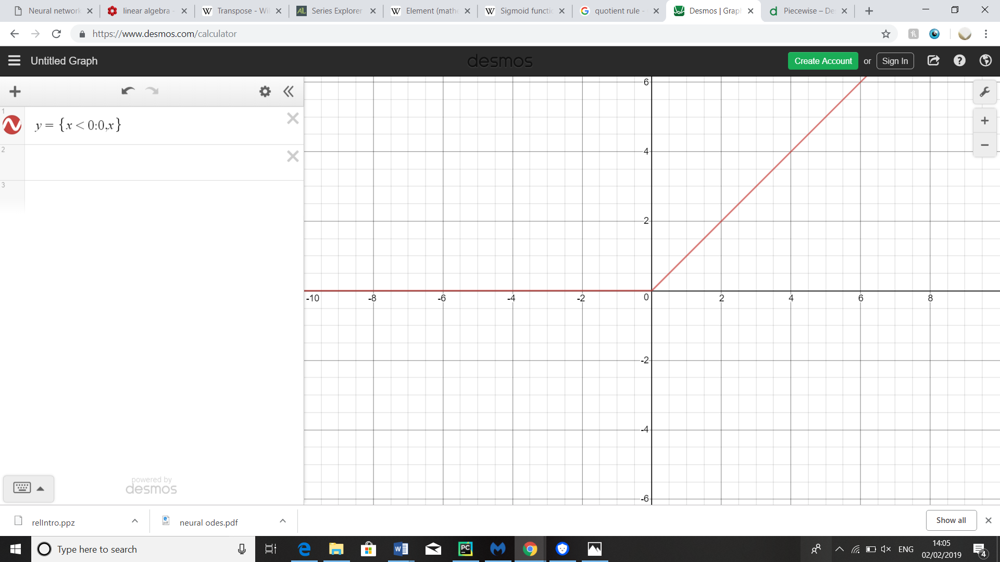 Neural network
linear algebra -
Transpose - Wik
Series Explorer
Element (mathe
Sigmoid functio
quotient rule -
Desmos | Grap
Piecewise – De
https://www.desmos.com/calculator
Untitled Graph
desmos
Create Account or Sign In
1
y = {x < 0:0,x}
2
3
6
4
2
-10 -8 -6 -4 -2 0 2 4 6 8
-2
-4
-6
powered by
desmos
relIntro.ppz
neural odes.pdf
Show all
Type here to search
ENG
14:05
02/02/2019
4